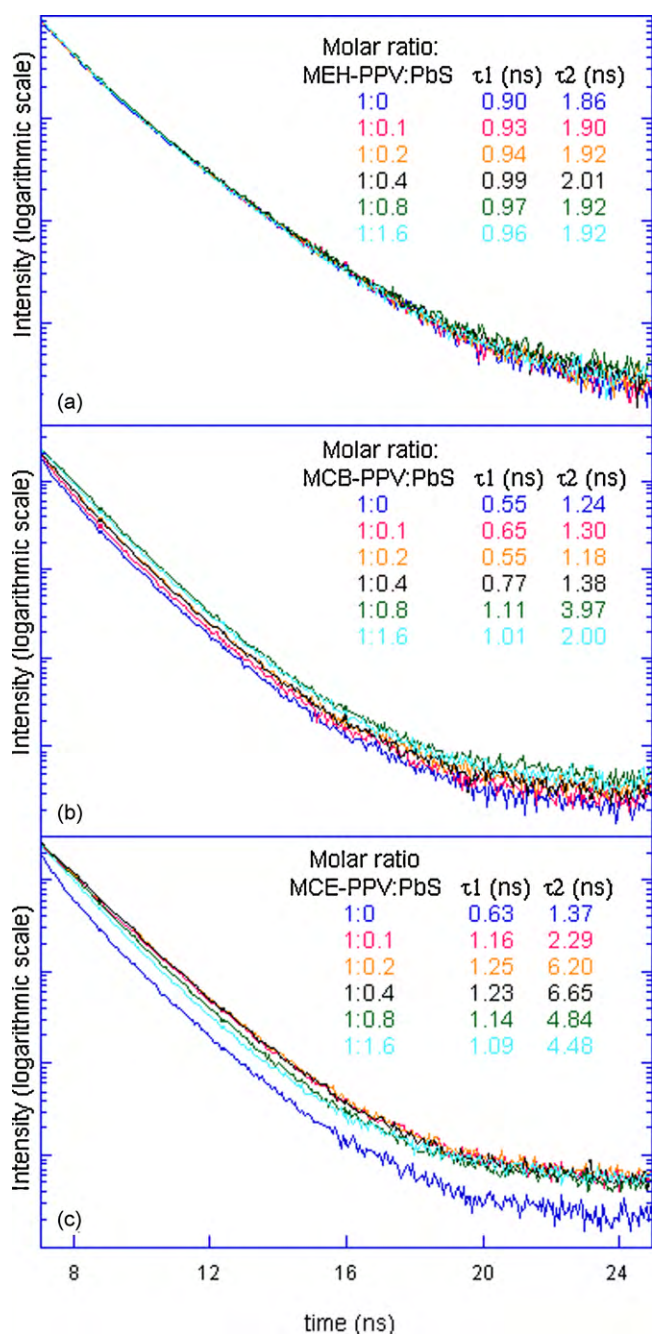 Molar ratio:
MEH-PPV:PbS τ1 (ns) τ2 (ns)
1:0 0.90 1.86
1:0.1 0.93 1.90
1:0.2 0.94 1.92
1:0.4 0.99 2.01
1:0.8 0.97 1.92
1:1.6 0.96 1.92
Intensity (logarithmic scale)
(a)
Molar ratio:
MCB-PPV:PbS τ1 (ns) τ2 (ns)
1:0 0.55 1.24
1:0.1 0.65 1.30
1:0.2 0.55 1.18
1:0.4 0.77 1.38
1:0.8 1.11 3.97
1:1.6 1.01 2.00
Intensity (logarithmic scale)
(b)
Molar ratio
MCE-PPV:PbS τ1 (ns) τ2 (ns)
1:0 0.63 1.37
1:0.1 1.16 2.29
1:0.2 1.25 6.20
1:0.4 1.23 6.65
1:0.8 1.14 4.84
1:1.6 1.09 4.48
Intensity (logarithmic scale)
(c)
8 12 16 20 24
time (ns)